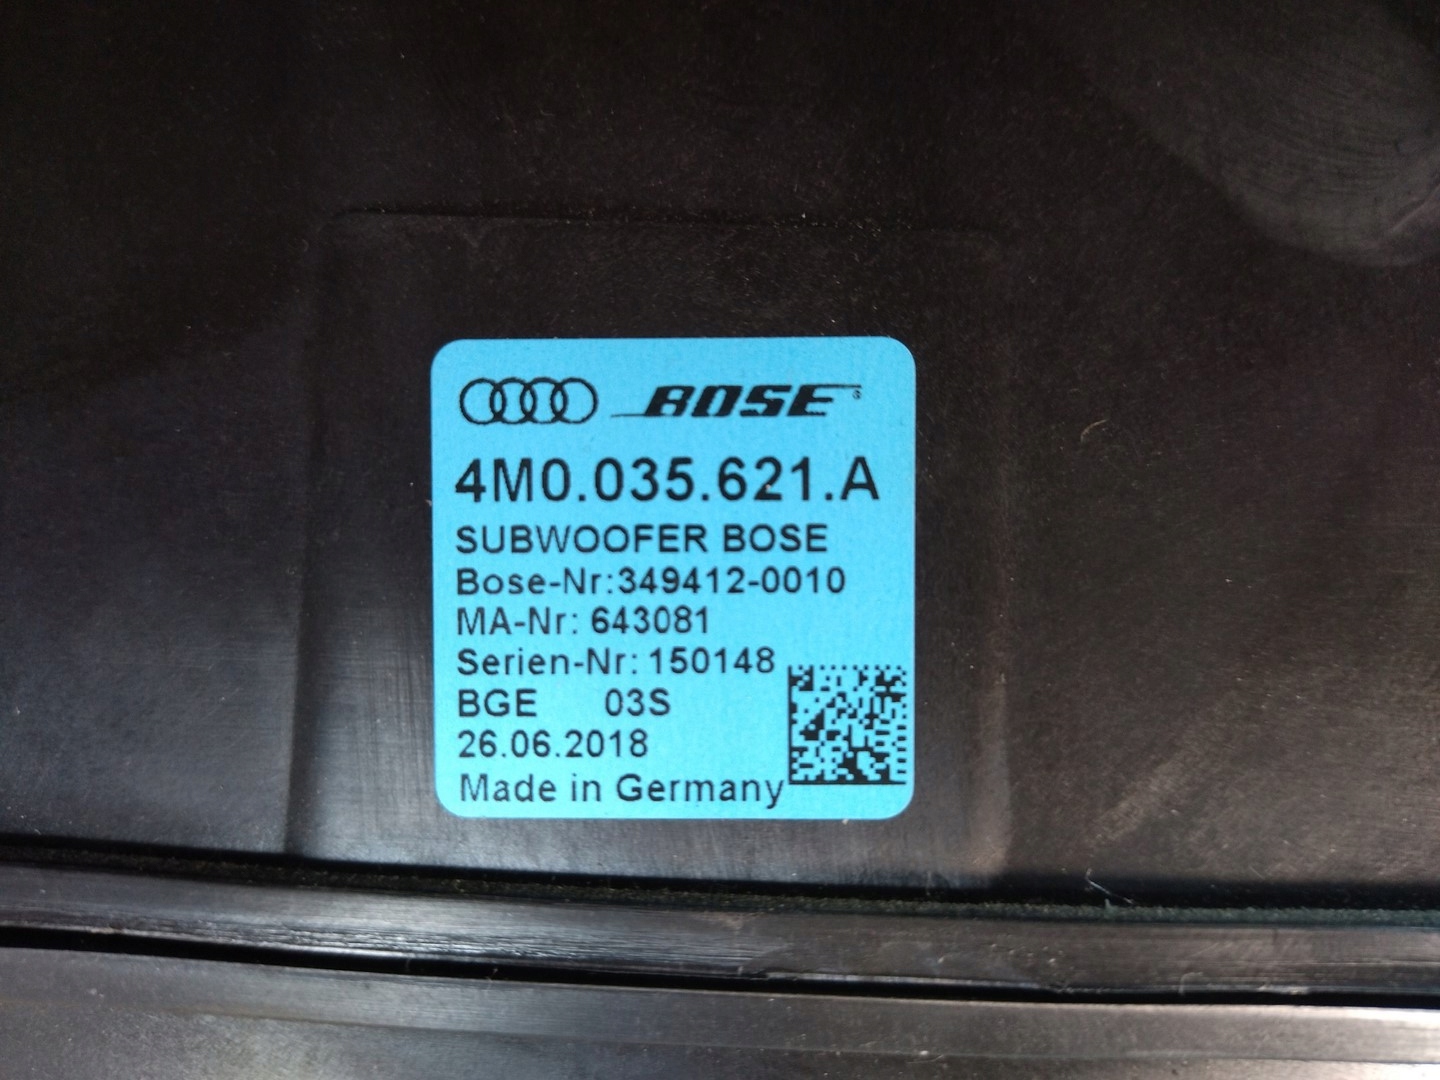 BOSE
4M0.035.621.A
SUBWOOFER BOSE
Bose-Nr:349412-0010
MA-Nr: 643081
Serien-Nr: 150148
BGE 03S
26.06.2018
Made in Germany